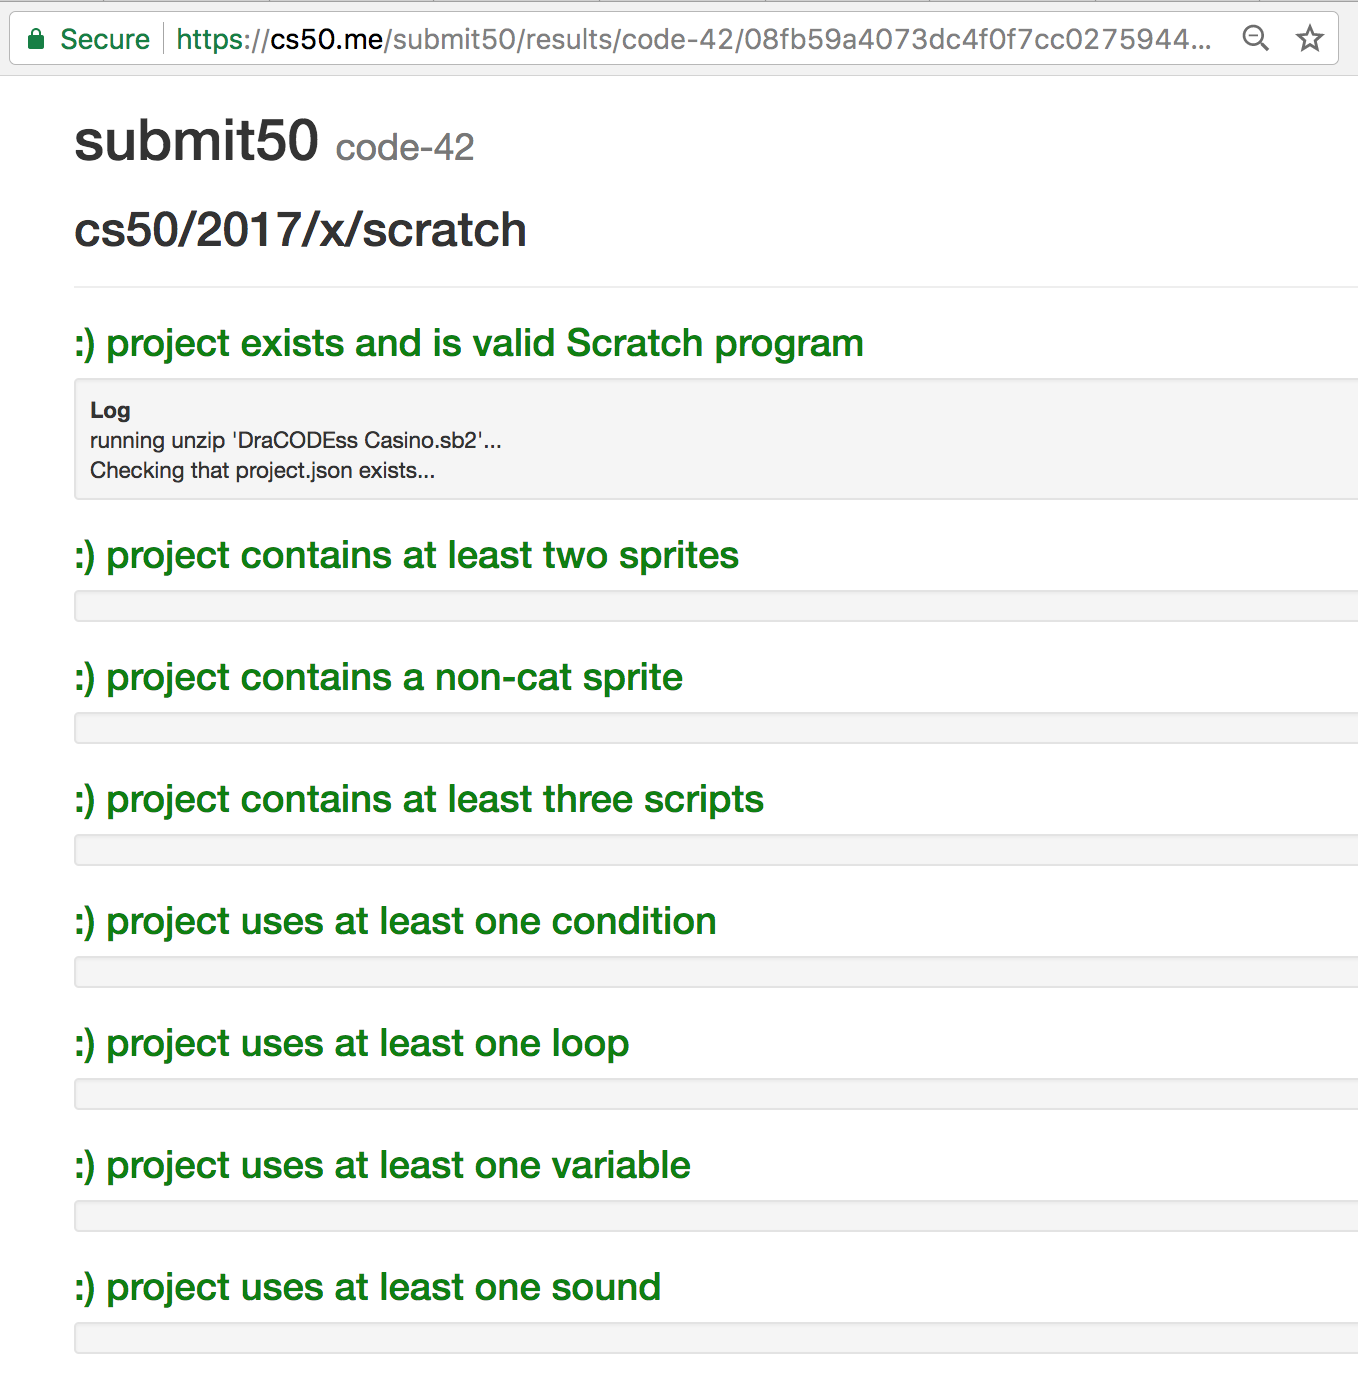 Secure https://cs50.me/submit50/results/code-42/08fb59a4073dc4f0f7cc0275944...
submit50 code-42
cs50/2017/x/scratch
:) project exists and is valid Scratch program
Log
running unzip 'DraCODEss Casino.sb2'...
Checking that project.json exists...
:) project contains at least two sprites
:) project contains a non-cat sprite
:) project contains at least three scripts
:) project uses at least one condition
:) project uses at least one loop
:) project uses at least one variable
:) project uses at least one sound